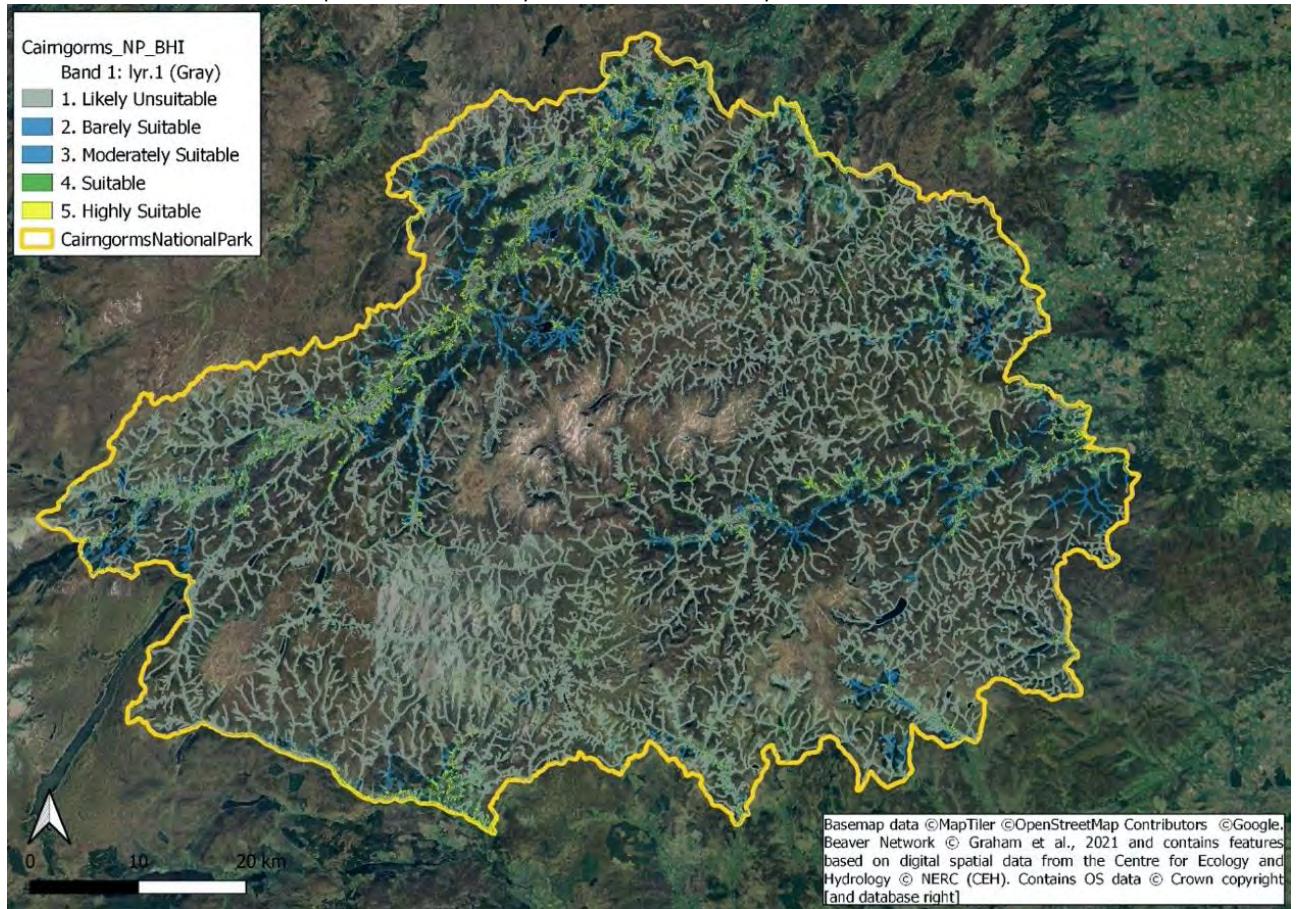 Cairngorms_NP_BHI
Band 1: lyr.1 (Gray)
1. Likely Unsuitable
2. Barely Suitable
3. Moderately Suitable
4. Suitable
5. Highly Suitable
CairngormsNationalPark
0 10 20 km
Basemap data ©MapTiler ©OpenStreetMap Contributors ©Google.
Beaver Network © Graham et al., 2021 and contains features
based on digital spatial data from the Centre for Ecology and
Hydrology © NERC (CEH). Contains OS data © Crown copyright
[and database right]